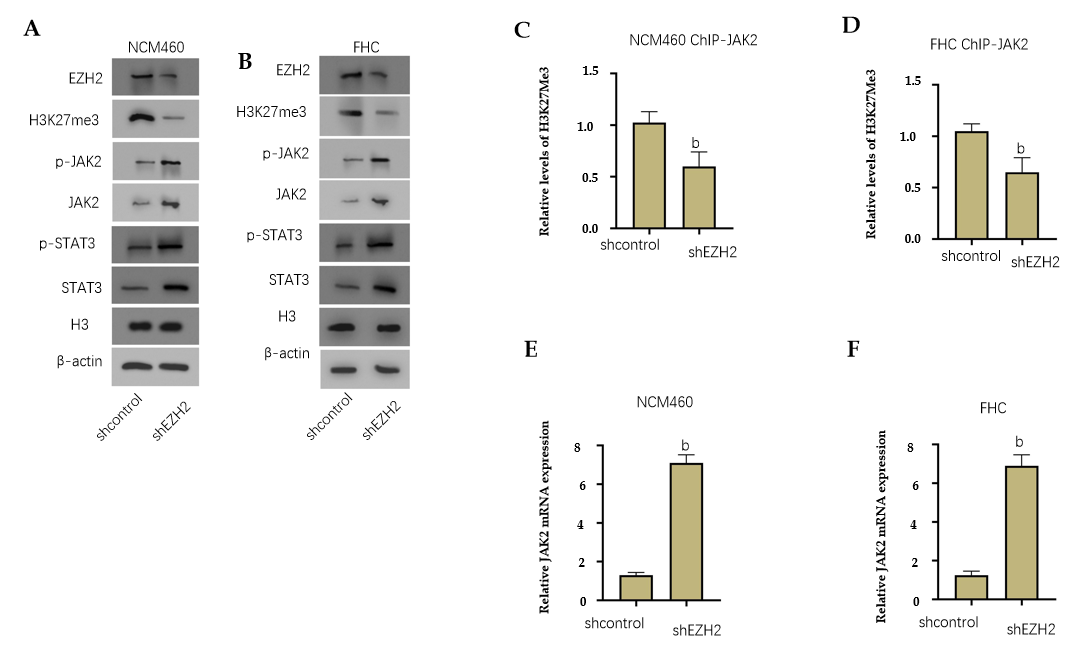 A
NCM460
EZH2
H3K27me3
p-JAK2
JAK2
p-STAT3
STAT3
H3
β-actin
shcontrol
shEZH2
B
FHC
EZH2
H3K27me3
p-JAK2
JAK2
p-STAT3
STAT3
H3
β-actin
shcontrol
shEZH2
C
NCM460 ChIP-JAK2
Relative levels of H3K27Me3
1.5
1.0
0.5
0.0
b
shcontrol
shEZH2
D
FHC ChIP-JAK2
Relative levels of H3K27Me3
1.5
1.0
0.5
0.0
b
shcontrol
shEZH2
E
NCM460
Relative JAK2 mRNA expression
8
6
4
2
0
b
shcontrol
shEZH2
F
FHC
Relative JAK2 mRNA expression
8
6
4
2
0
b
shcontrol
shEZH2